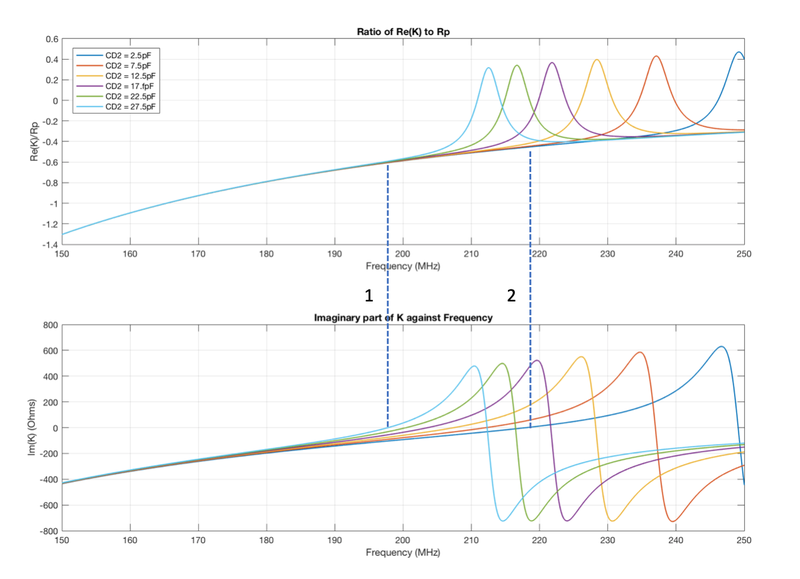 Ratio of Re(K) to Rp
0.6
0.4
0.2
0
-0.2
-0.4
-0.6
-0.8
-1
-1.2
-1.4
Re(K)/Rp
CD2 = 2.5pF
CD2 = 7.5pF
CD2 = 12.5pF
CD2 = 17.fpF
CD2 = 22.5pF
CD2 = 27.5pF
150 160 170 180 190 200 210 220 230 240 250
Frequency (MHz)
1 2
Imaginary part of K against Frequency
800
600
400
200
0
-200
-400
-600
-800
Im(K) (Ohms)
150 160 170 180 190 200 210 220 230 240 250
Frequency (MHz)